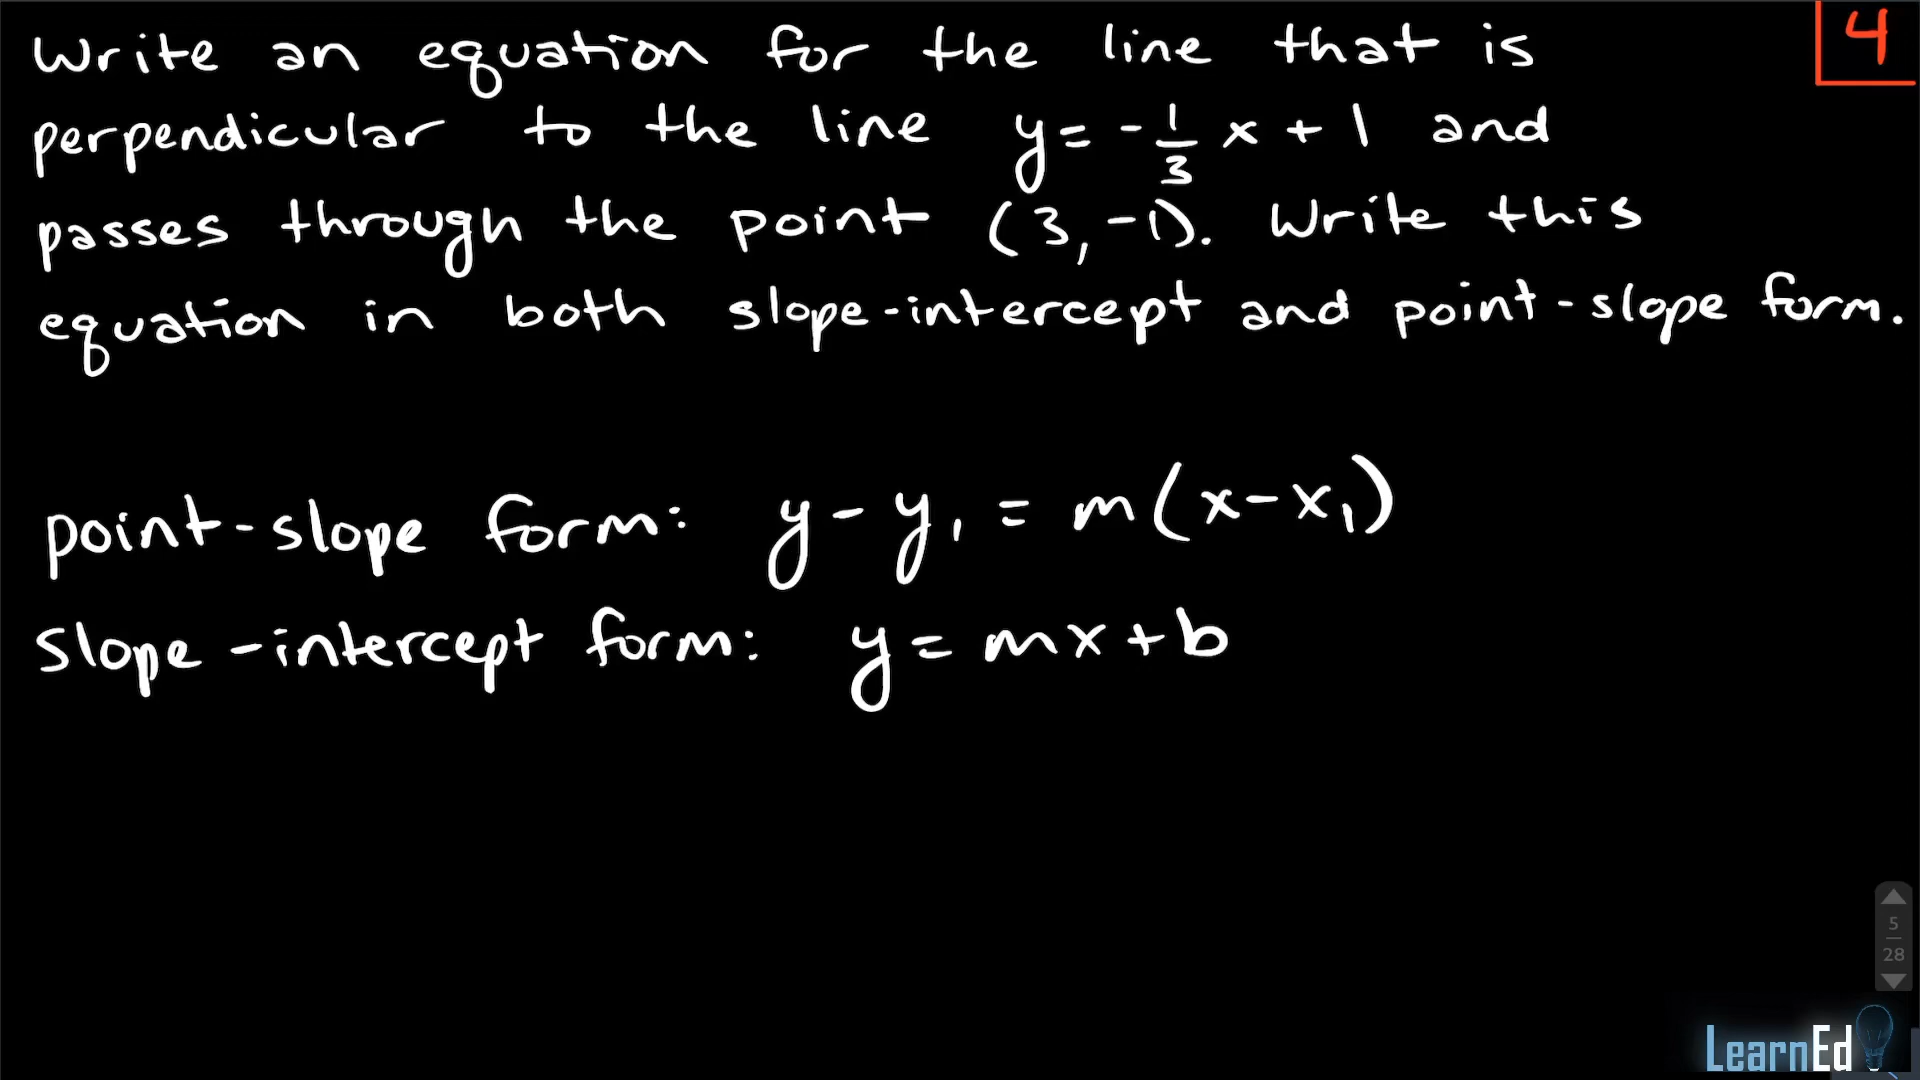 Write an equation for the line that is
4
perpendicular to the line y = -1/3 x + 1 and
passes through the point (3, -1). Write this
equation in both slope-intercept and point-slope form.
point-slope form: y - y₁ = m(x - x₁)
slope-intercept form: y = mx + b
5
28
LearnEd